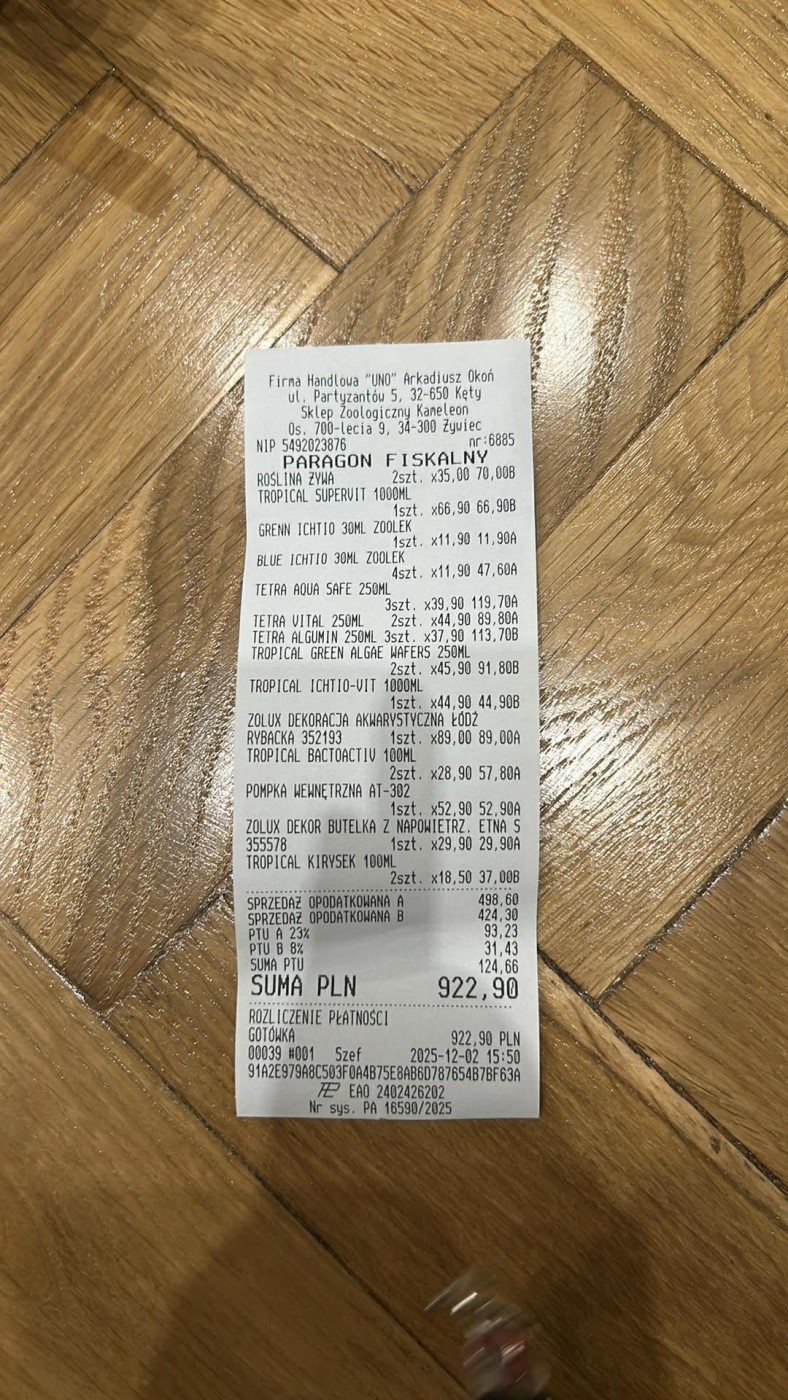 Firma Handlowa "UNO" Arkadiusz Okoń
ul. Partyzantów 5, 32-650 Kęty
Sklep Zoologiczny Kameleon
Os. 700-lecia 9, 34-300 Żywiec
NIP 5492023876 nr:6885
PARAGON FISKALNY
ROŚLINA ŻYWA 2szt. x35,00 70,00B
TROPICAL SUPERVIT 1000ML
1szt. x66,90 66,90B
GRENN ICHTIO 30ML ZOOLEK
1szt. x11,90 11,90A
BLUE ICHTIO 30ML ZOOLEK
4szt. x11,90 47,60A
TETRA AQUA SAFE 250ML
3szt. x39,90 119,70A
TETRA VITAL 250ML 2szt. x44,90 89,80A
TETRA ALGUMIN 250ML 3szt. x37,90 113,70B
TROPICAL GREEN ALGAE WAFERS 250ML
2szt. x45,90 91,80B
TROPICAL ICHTIO-VIT 1000ML
1szt. x44,90 44,90B
ZOLUX DEKORACJA AKWARYSTYCZNA ŁÓDŹ
RYBACKA 352193 1szt. x89,00 89,00A
TROPICAL BACTOACTIV 100ML
2szt. x28,90 57,80A
POMPKA WEWNĘTRZNA AT-302
1szt. x52,90 52,90A
ZOLUX DEKOR BUTELKA Z NAPOWIETRZ. ETNA S
355578 1szt. x29,90 29,90A
TROPICAL KIRYSEK 100ML
2szt. x18,50 37,00B
SPRZEDAŻ OPODATKOWANA A 498,60
SPRZEDAŻ OPODATKOWANA B 424,30
PTU A 23% 93,23
PTU B 8% 31,43
SUMA PTU 124,66
SUMA PLN 922,90
ROZLICZENIE PŁATNOŚCI
GOTÓWKA 922,90 PLN
00039 #001 Szef 2025-12-02 15:50
91A2E979A8C503F0A4B75E8AB6D787654B7BF63A
EAO 2402426202
Nr sys. PA 16590/2025